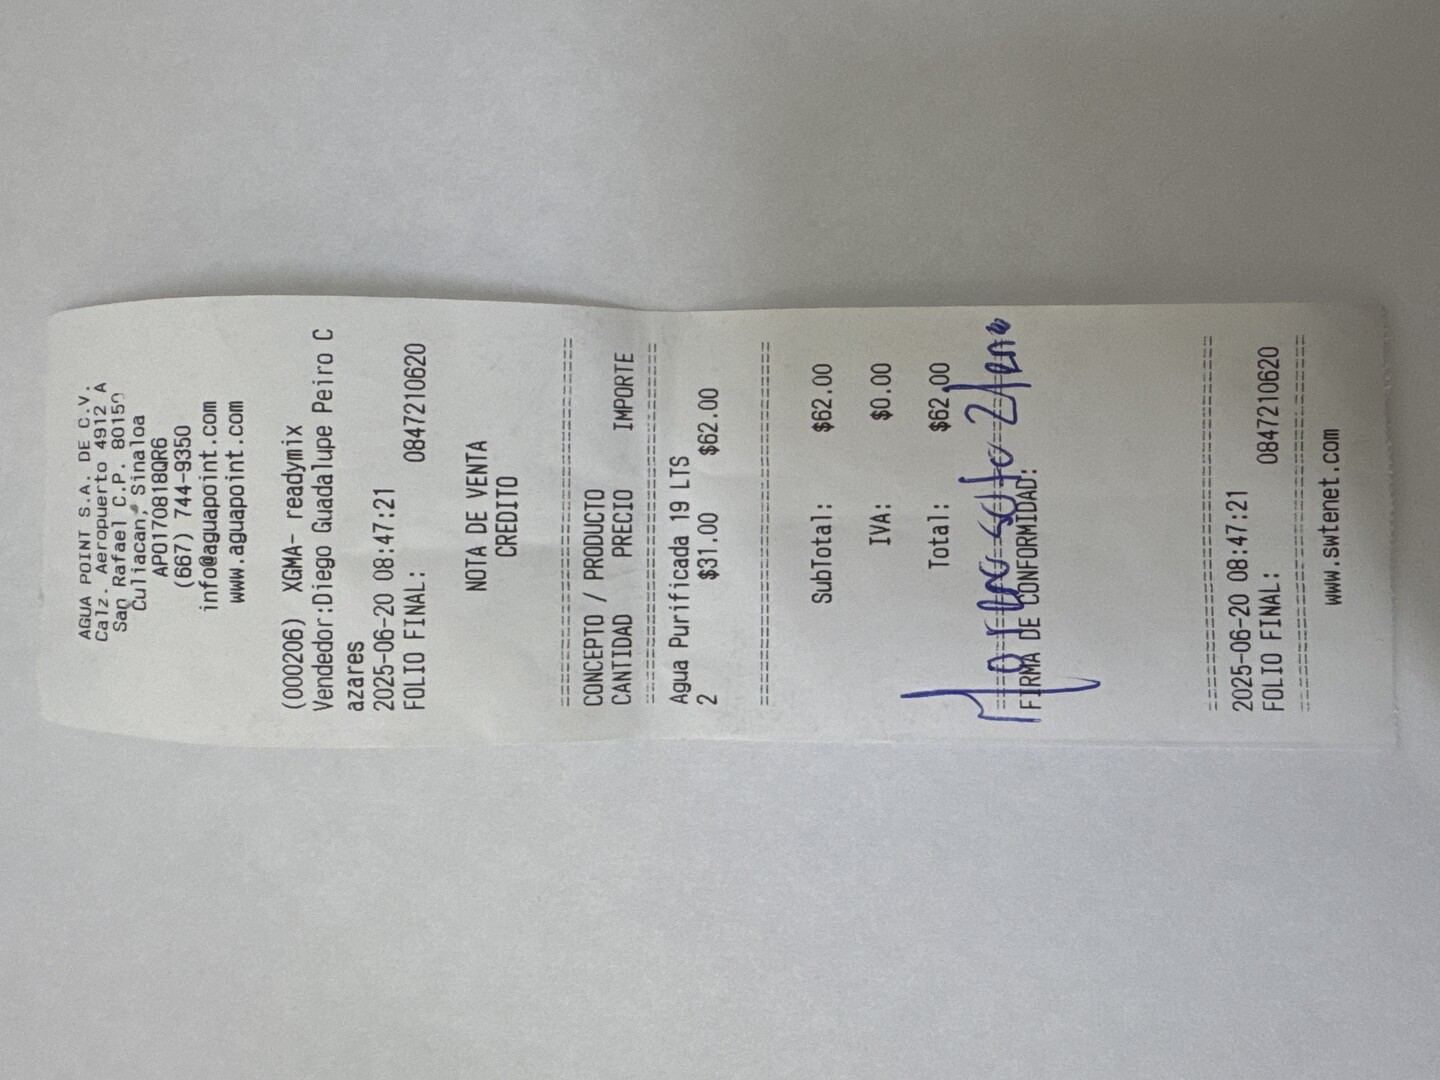 AGUA POINT S.A. DE C.V.
Calz. Aeropuerto 4912 A
San Rafael C.P. 80150
Culiacan, Sinaloa
APO170818QR6
(667) 744-9350
info@aguapoint.com
www.aguapoint.com
(000206) XGMA- readymix
Vendedor:Diego Guadalupe Peiro C
azares
2025-06-20 08:47:21
FOLIO FINAL: 0847210620
NOTA DE VENTA
CREDITO
================================
CONCEPTO / PRODUCTO
CANTIDAD PRECIO IMPORTE
================================
Agua Purificada 19 LTS
2 $31.00 $62.00
================================
SubTotal: $62.00
IVA: $0.00
Total: $62.00
FIRMA DE CONFORMIDAD:
================================
2025-06-20 08:47:21
FOLIO FINAL: 0847210620
================================
www.swtenet.com